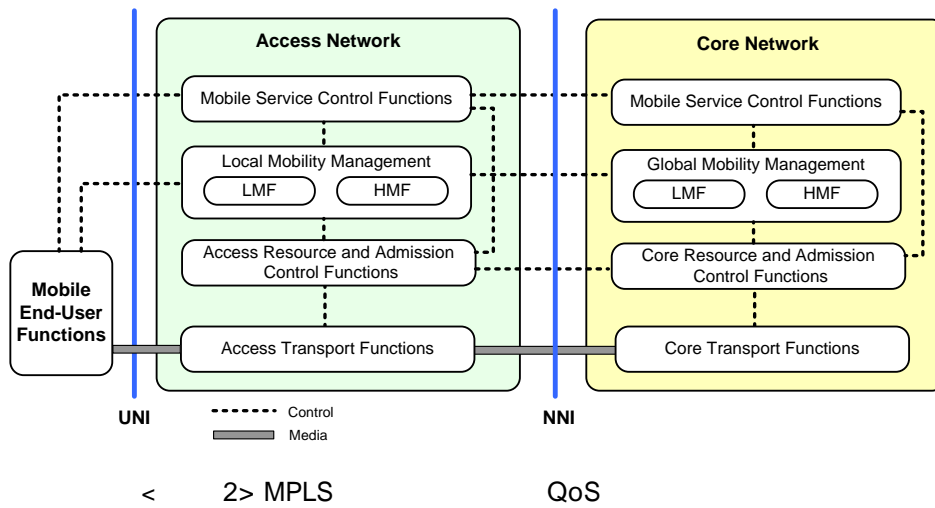 Access Network
Core Network
Mobile Service Control Functions
Mobile Service Control Functions
Local Mobility Management
LMF
HMF
Global Mobility Management
LMF
HMF
Access Resource and Admission
Control Functions
Core Resource and Admission
Control Functions
Mobile
End-User
Functions
Access Transport Functions
Core Transport Functions
UNI
NNI
Control
Media
< 2> MPLS QoS